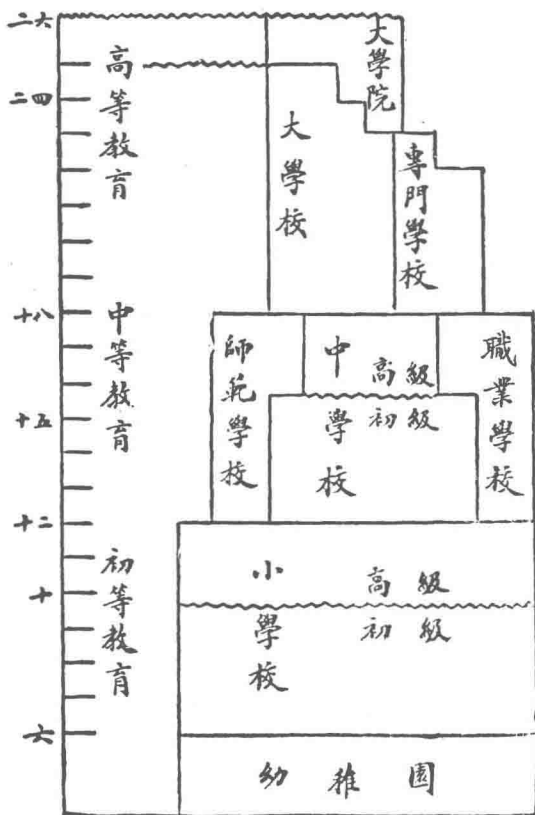 二六
二四
十八
十五
十二
十
六
高等教育
中等教育
初等教育
大學院
大學校
專門學校
師範學校
中學校
高級
初級
職業學校
小學校
高級
初級
幼稚園